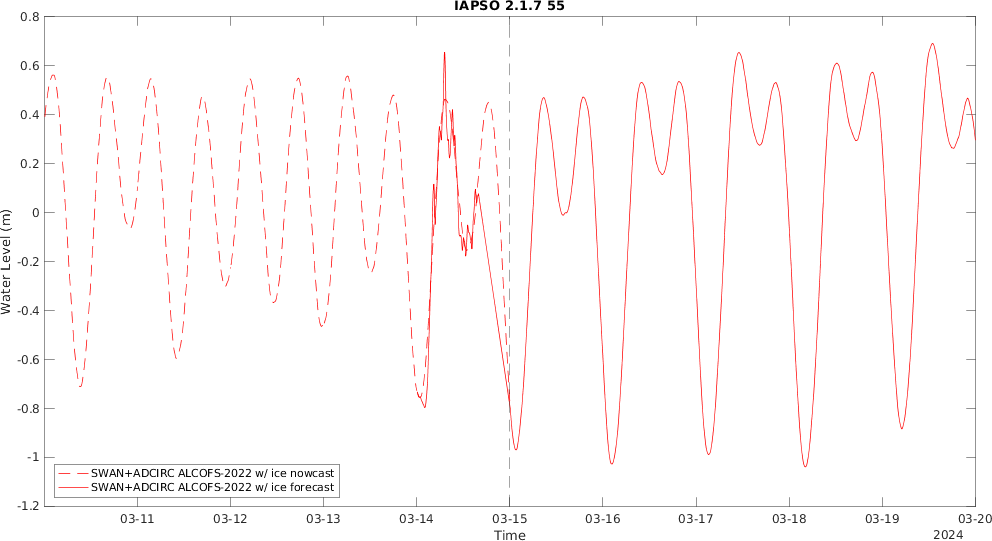 IAPSO 2.1.7 55
0.8
0.6
0.4
0.2
0
-0.2
-0.4
-0.6
-0.8
-1
-1.2
Water Level (m)
SWAN+ADCIRC ALCOFS-2022 w/ ice nowcast
SWAN+ADCIRC ALCOFS-2022 w/ ice forecast
03-11 03-12 03-13 03-14 03-15 03-16 03-17 03-18 03-19 03-20
Time
2024